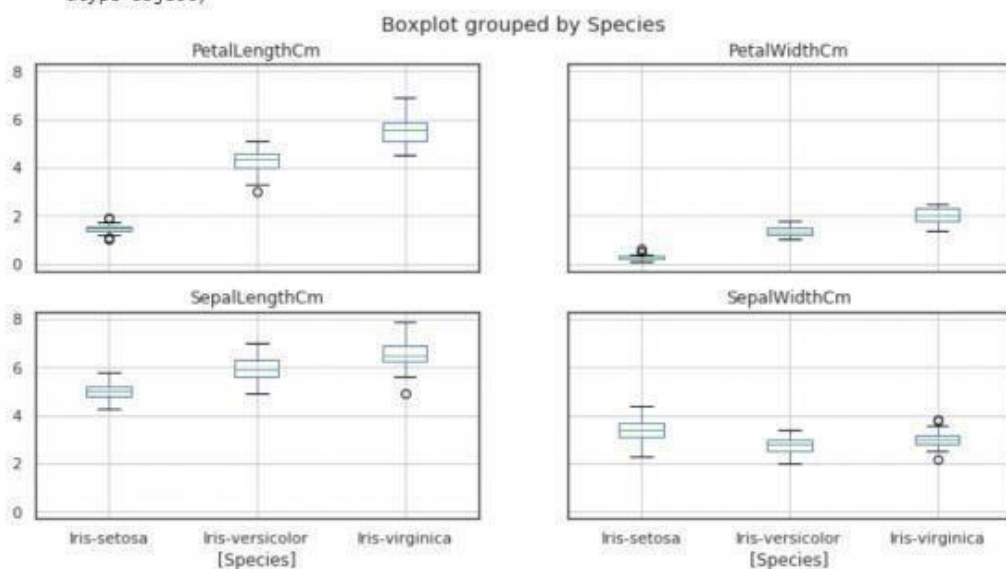 Boxplot grouped by Species
PetalLengthCm
PetalWidthCm
8
6
4
2
0
SepalLengthCm
SepalWidthCm
8
6
4
2
0
Iris-setosa Iris-versicolor Iris-virginica
[Species]
Iris-setosa Iris-versicolor Iris-virginica
[Species]